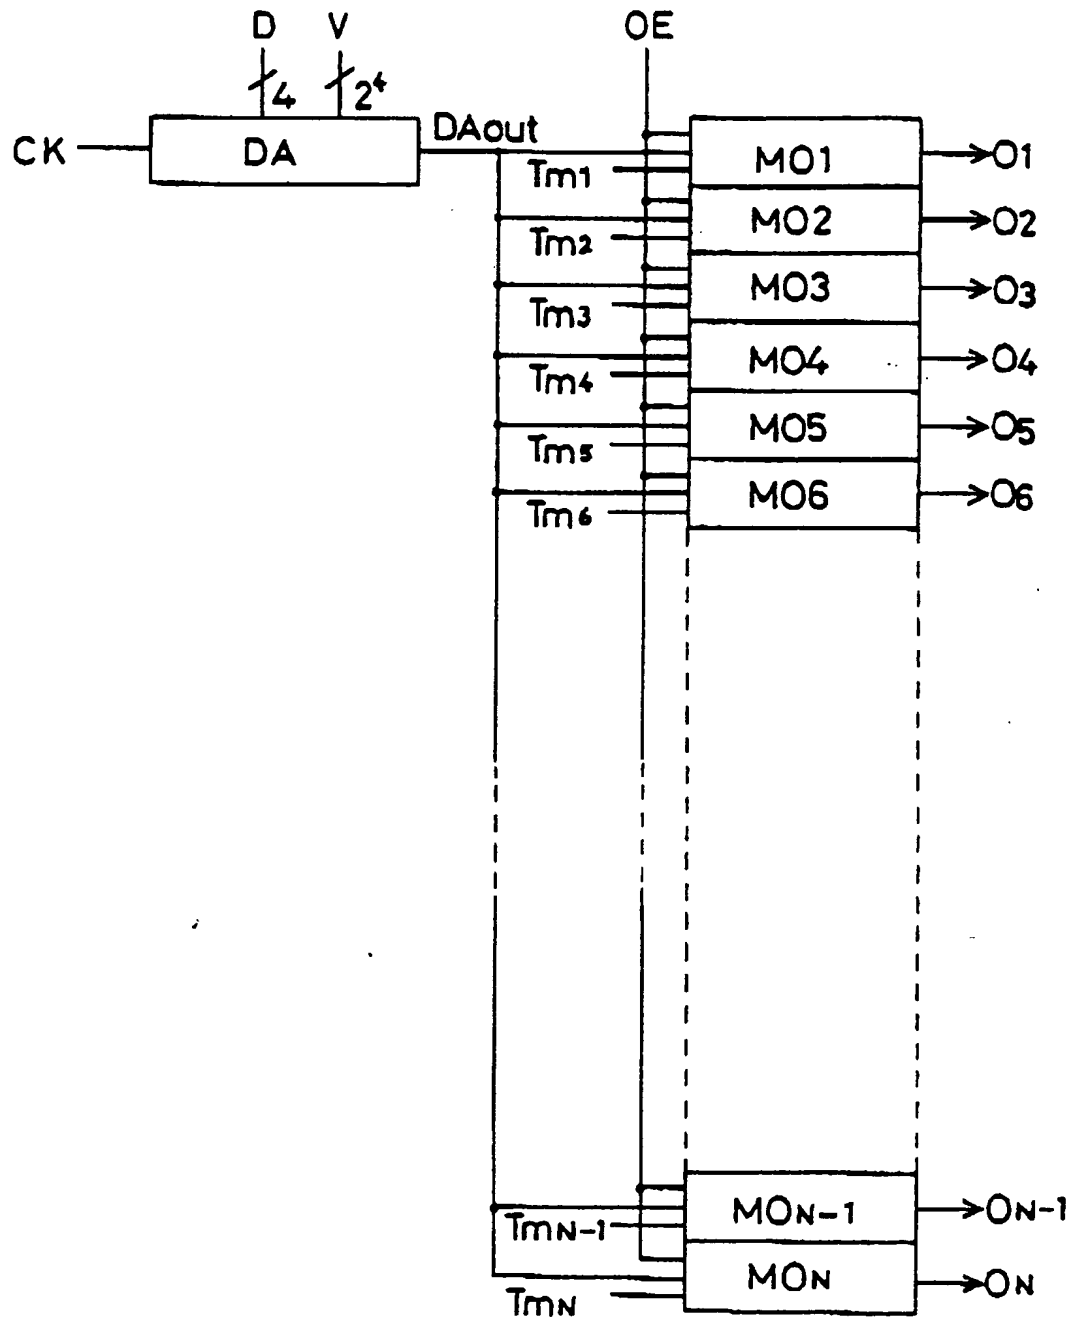 D V OE
4 2⁴
CK DA DAout
Tm1 MO1 O1
Tm2 MO2 O2
Tm3 MO3 O3
Tm4 MO4 O4
Tm5 MO5 O5
Tm6 MO6 O6
TmN-1 MON-1 ON-1
TmN MON ON